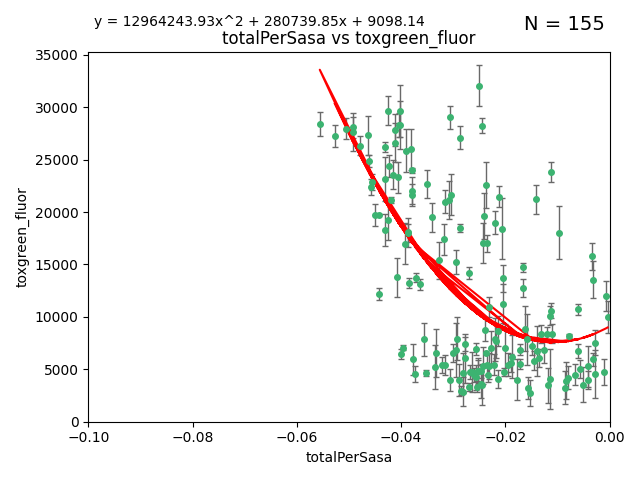 y = 12964243.93x^2 + 280739.85x + 9098.14
N = 155
totalPerSasa vs toxgreen_fluor
35000
30000
25000
20000
15000
10000
5000
0
toxgreen_fluor
−0.10
−0.08
−0.06
−0.04
−0.02
0.00
totalPerSasa